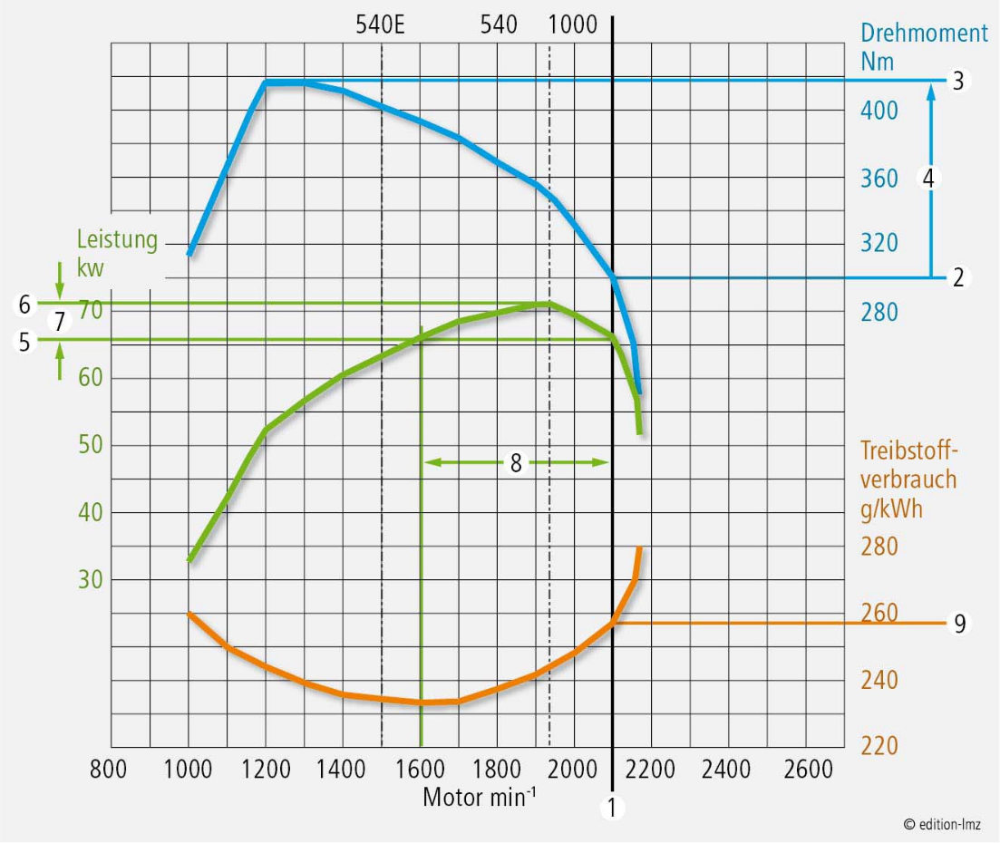 540E 540 1000
Drehmoment
Nm
3
400
4
360
Leistung
kw
320
2
6
70
280
7
5
60
50
8
Treibstoff-
verbrauch
g/kWh
40
280
30
260
9
240
220
800 1000 1200 1400 1600 1800 2000 2200 2400 2600
Motor min-1
1
© edition-lmz